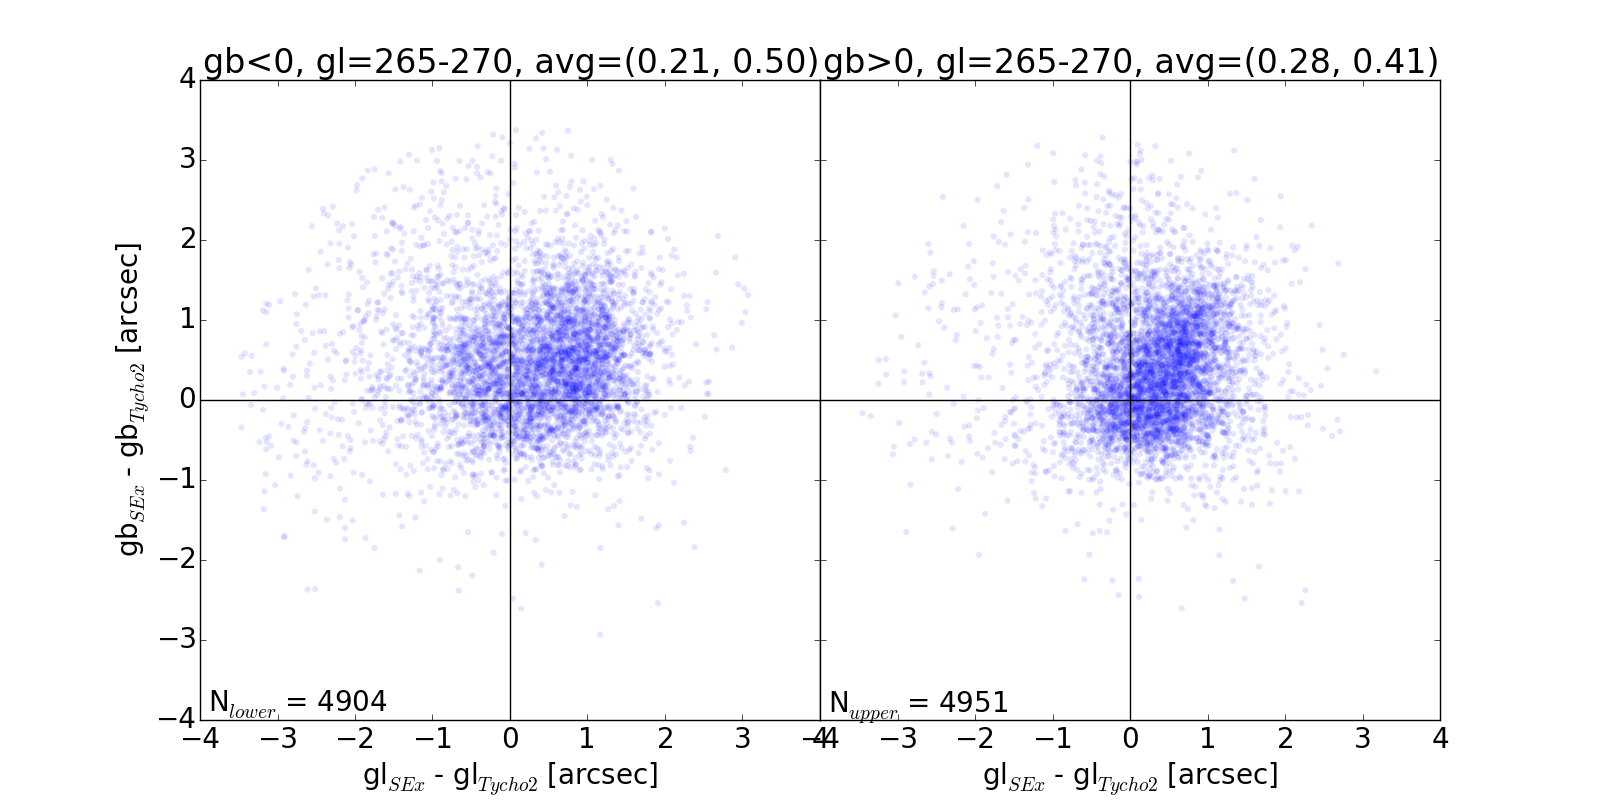 gb<0, gl=265-270, avg=(0.21, 0.50)
gb>0, gl=265-270, avg=(0.28, 0.41)
4
3
2
1
0
−1
−2
−3
−4
gb_SEx - gb_Tycho2 [arcsec]
N_lower = 4904
N_upper = 4951
−4 −3 −2 −1 0 1 2 3 4
−4 −3 −2 −1 0 1 2 3 4
gl_SEx - gl_Tycho2 [arcsec]
gl_SEx - gl_Tycho2 [arcsec]